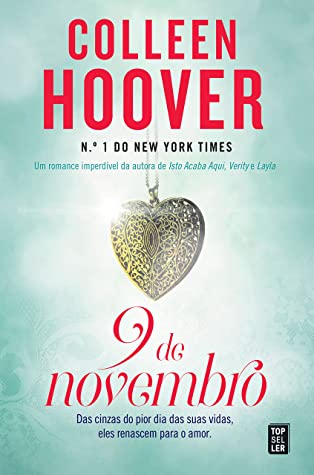 COLLEEN
HOOVER
N.º 1 DO NEW YORK TIMES
Um romance imperdível da autora de Isto Acaba Aqui, Verity e Layla
9 de
novembro
Das cinzas do pior dia das suas vidas,
eles renascem para o amor.
TOP
SEL
LER